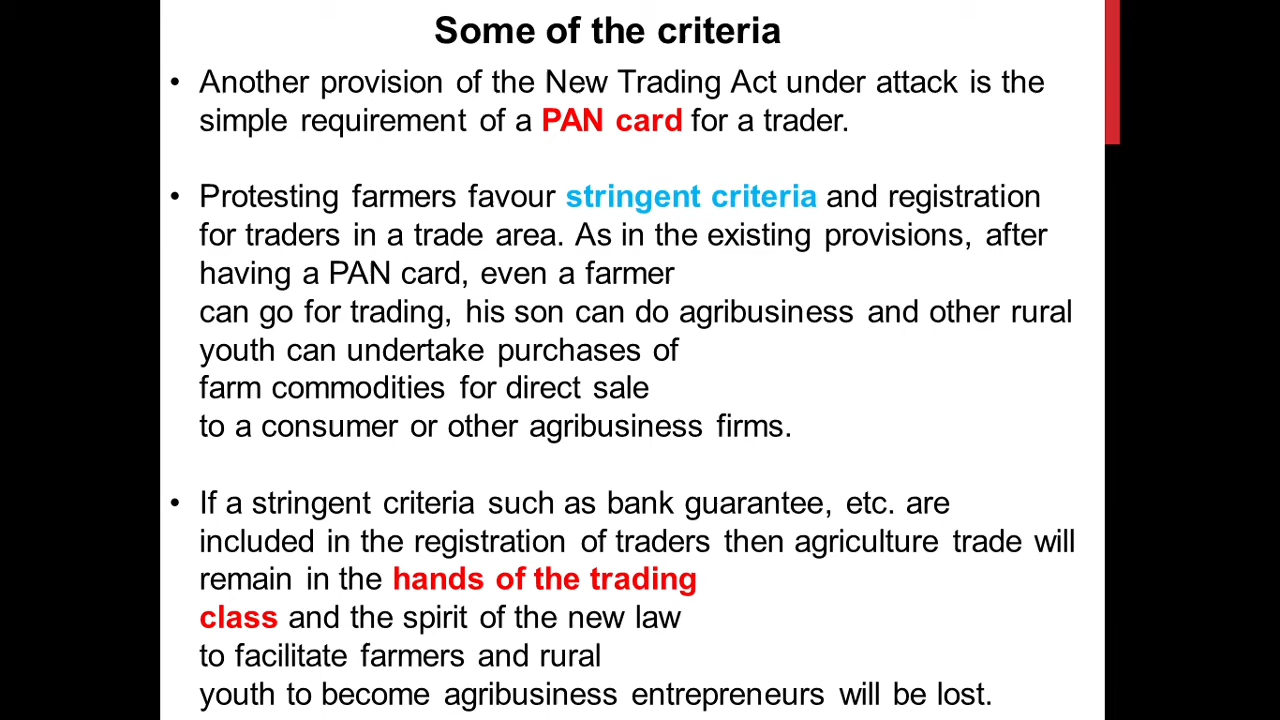 Some of the criteria
• Another provision of the New Trading Act under attack is the
simple requirement of a PAN card for a trader.
• Protesting farmers favour stringent criteria and registration
for traders in a trade area. As in the existing provisions, after
having a PAN card, even a farmer
can go for trading, his son can do agribusiness and other rural
youth can undertake purchases of
farm commodities for direct sale
to a consumer or other agribusiness firms.
• If a stringent criteria such as bank guarantee, etc. are
included in the registration of traders then agriculture trade will
remain in the hands of the trading
class and the spirit of the new law
to facilitate farmers and rural
youth to become agribusiness entrepreneurs will be lost.